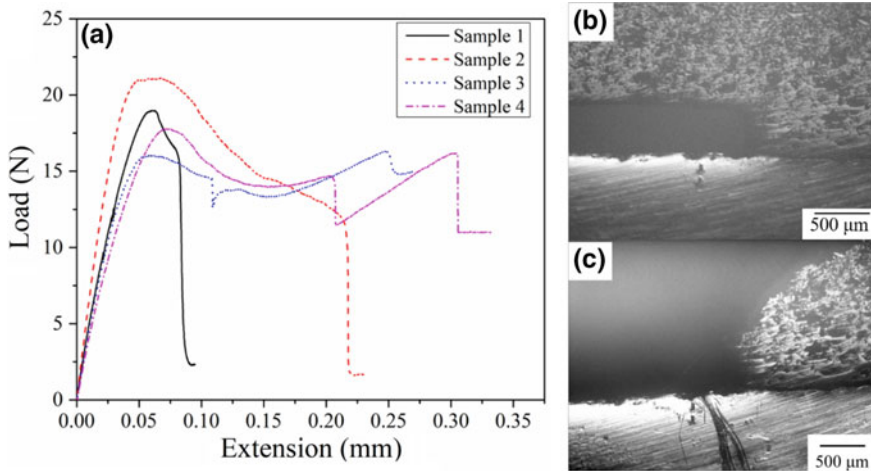 (a)
Sample 1
Sample 2
Sample 3
Sample 4
25
20
15
10
5
0
Load (N)
0.00 0.05 0.10 0.15 0.20 0.25 0.30 0.35
Extension (mm)
(b)
500 μm
(c)
500 μm